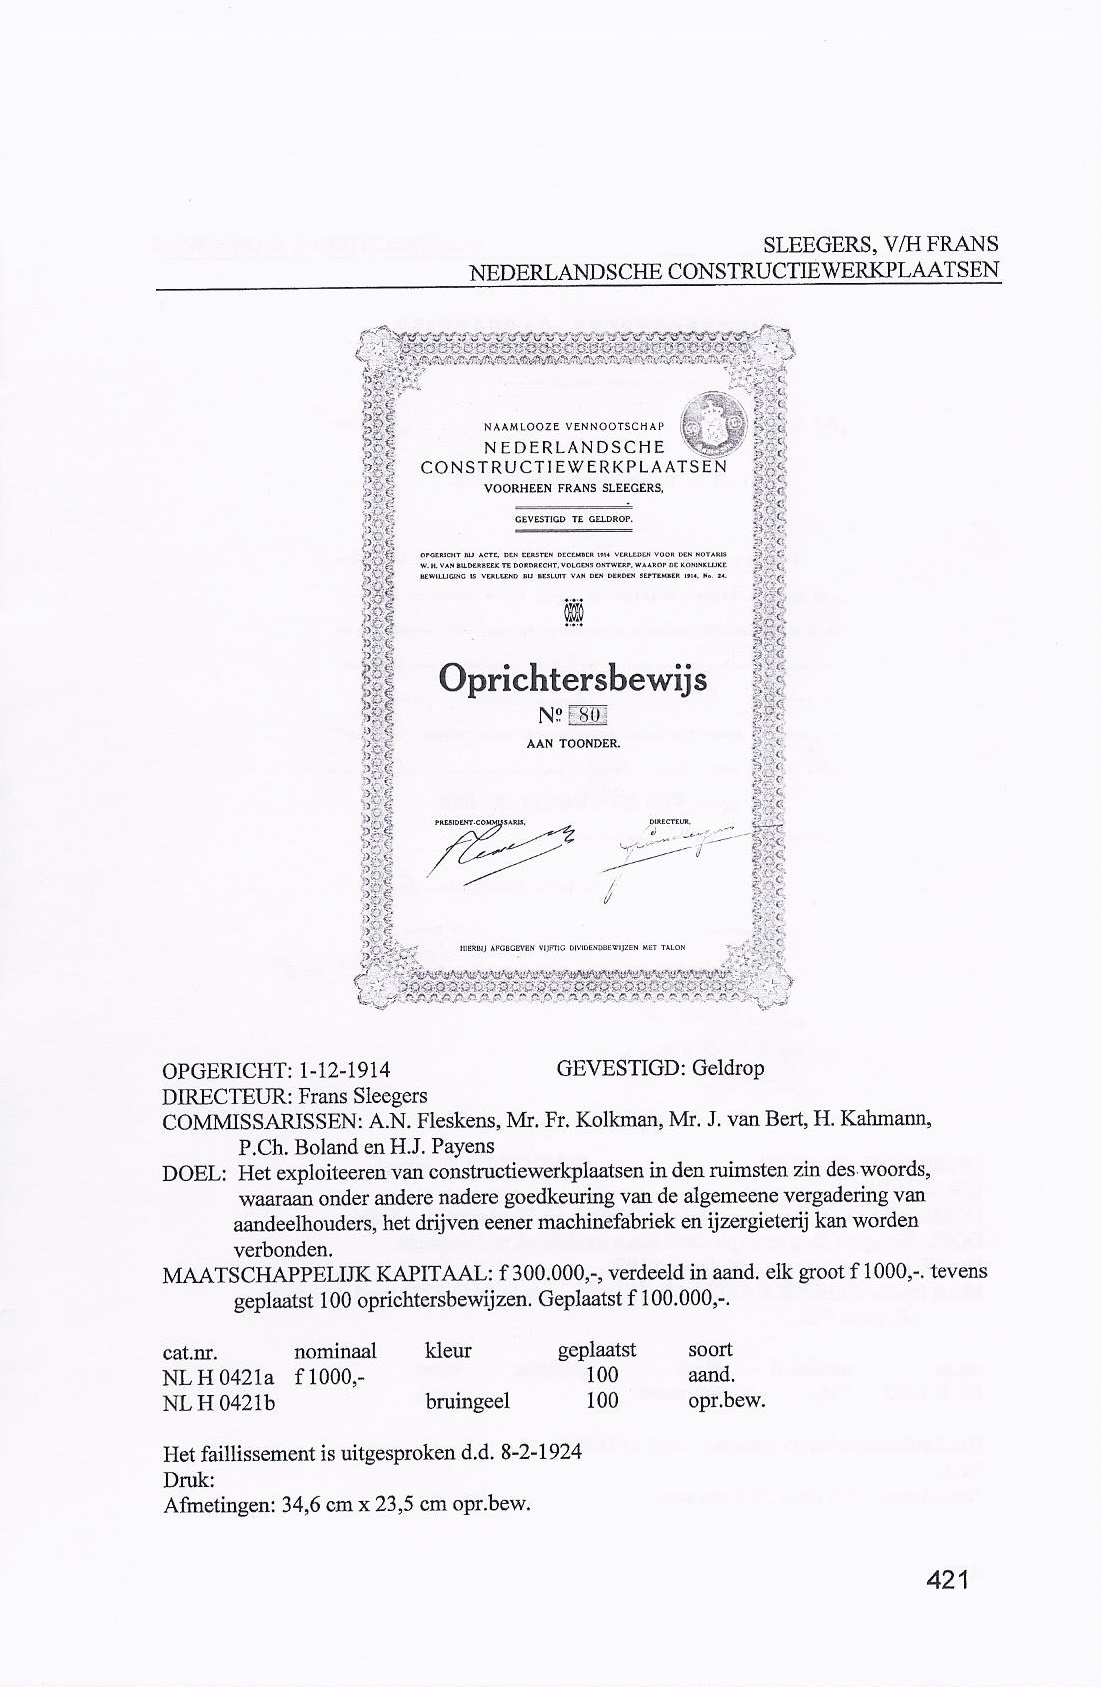 SLEEGERS, V/H FRANS
NEDERLANDSCHE CONSTRUCTIEWERKPLAATSEN
NAAMLOOZE VENNOOTSCHAP
NEDERLANDSCHE
CONSTRUCTIEWERKPLAATSEN
VOORHEEN FRANS SLEEGERS,
GEVESTIGD TE GELDROP.
OPGERICHT BIJ ACTE, DEN EERSTEN DECEMBER 1914 VERLEDEN VOOR DEN NOTARIS
W. H. VAN BILDERBEEK TE DORDRECHT, VOLGENS ONTWERP, WAAROP DE KONINKLIJKE
BEWILLIGING IS VERLEEND BIJ BESLUIT VAN DEN DERDEN SEPTEMBER 1914, No. 24.
Oprichtersbewijs
Nº 80
AAN TOONDER.
PRESIDENT-COMMISSARIS, DIRECTEUR,
HIERBIJ AFGEGEVEN VIJFTIG DIVIDENDBEWIJZEN MET TALON
OPGERICHT: 1-12-1914 GEVESTIGD: Geldrop
DIRECTEUR: Frans Sleegers
COMMISSARISSEN: A.N. Fleskens, Mr. Fr. Kolkman, Mr. J. van Bert, H. Kahmann,
P.Ch. Boland en H.J. Payens
DOEL: Het exploiteeren van constructiewerkplaatsen in den ruimsten zin des woords,
waaraan onder andere nadere goedkeuring van de algemeene vergadering van
aandeelhouders, het drijven eener machinefabriek en ijzergieterij kan worden
verbonden.
MAATSCHAPPELIJK KAPITAAL: f 300.000,-, verdeeld in aand. elk groot f 1000,-. tevens
geplaatst 100 oprichtersbewijzen. Geplaatst f 100.000,-.
cat.nr. nominaal kleur geplaatst soort
NL H 0421a f 1000,- 100 aand.
NL H 0421b bruingeel 100 opr.bew.
Het faillissement is uitgesproken d.d. 8-2-1924
Druk:
Afmetingen: 34,6 cm x 23,5 cm opr.bew.
421